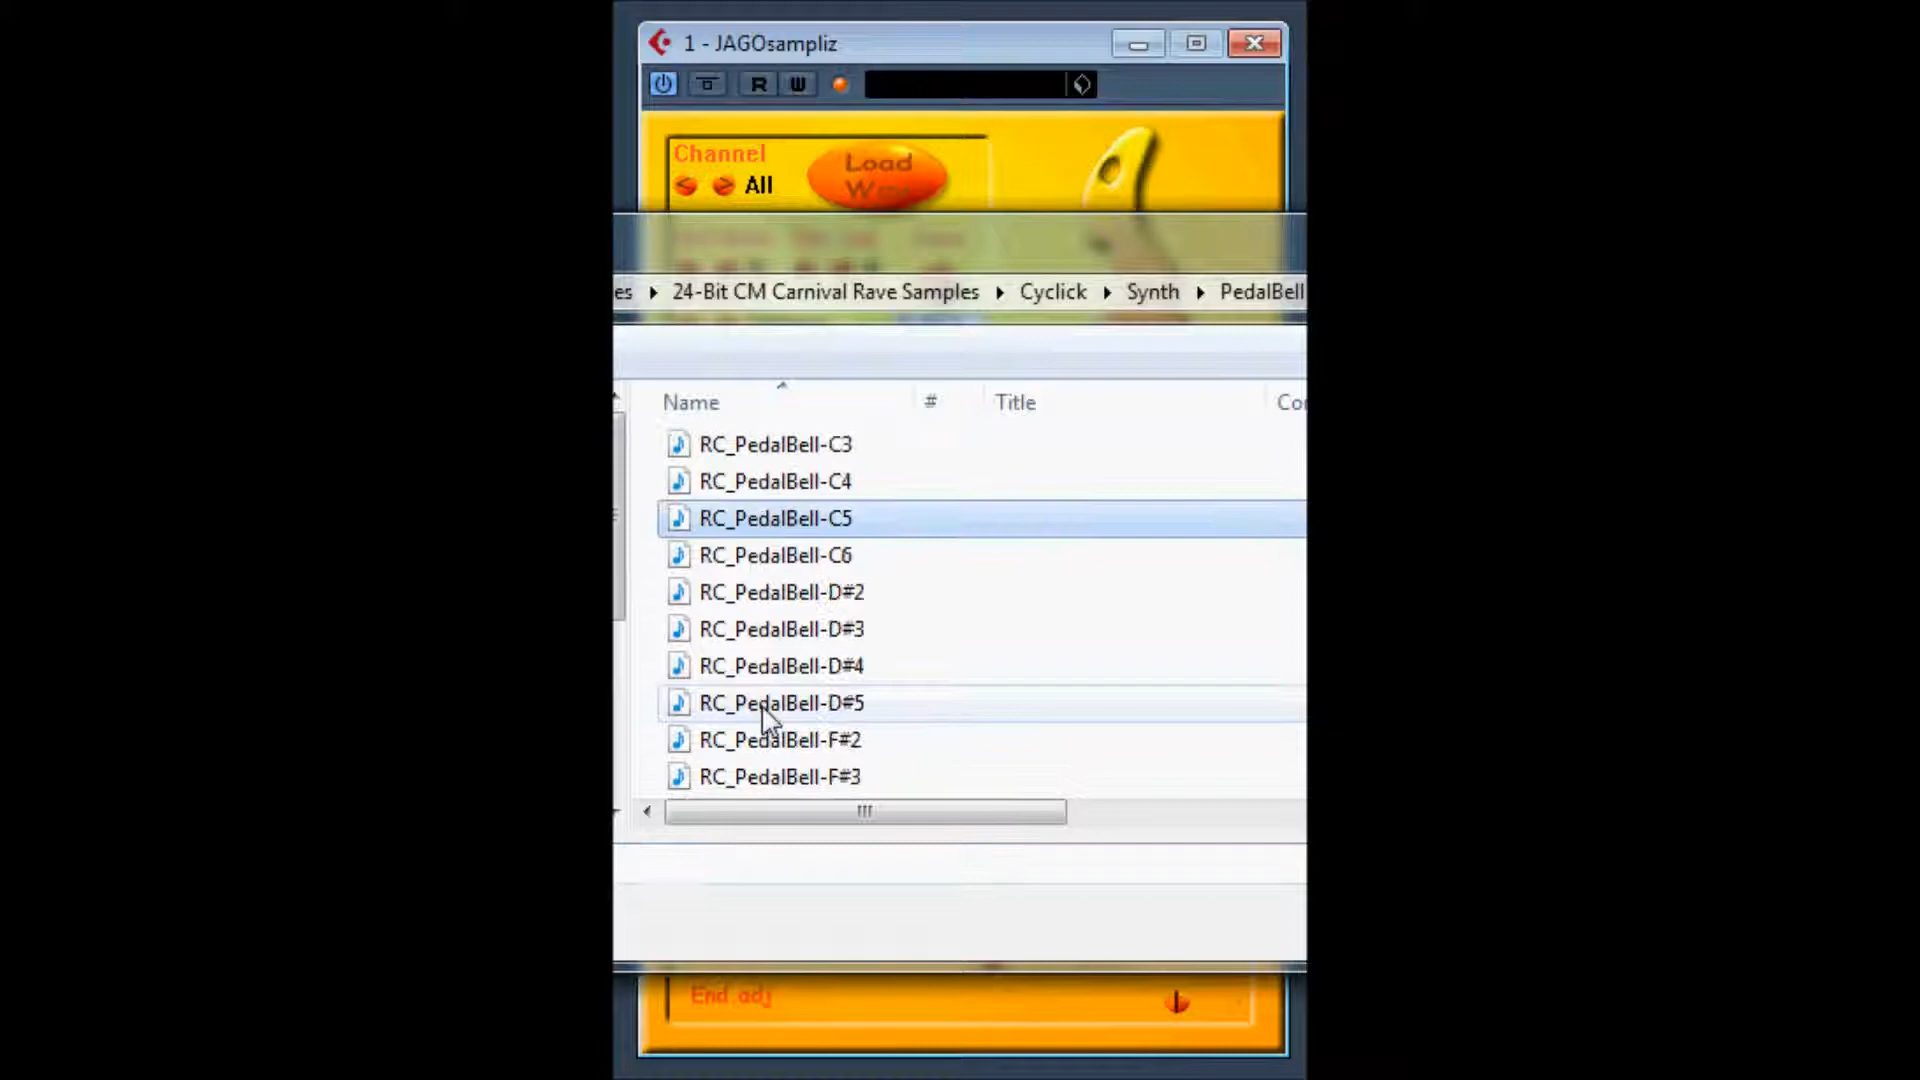 1 - JAGOsampliz
R W
Channel
< > All
Load
Wav
es ▸ 24-Bit CM Carnival Rave Samples ▸ Cyclick ▸ Synth ▸ PedalBell
Name # Title Co
RC_PedalBell-C3
RC_PedalBell-C4
RC_PedalBell-C5
RC_PedalBell-C6
RC_PedalBell-D#2
RC_PedalBell-D#3
RC_PedalBell-D#4
RC_PedalBell-D#5
RC_PedalBell-F#2
RC_PedalBell-F#3
End adj